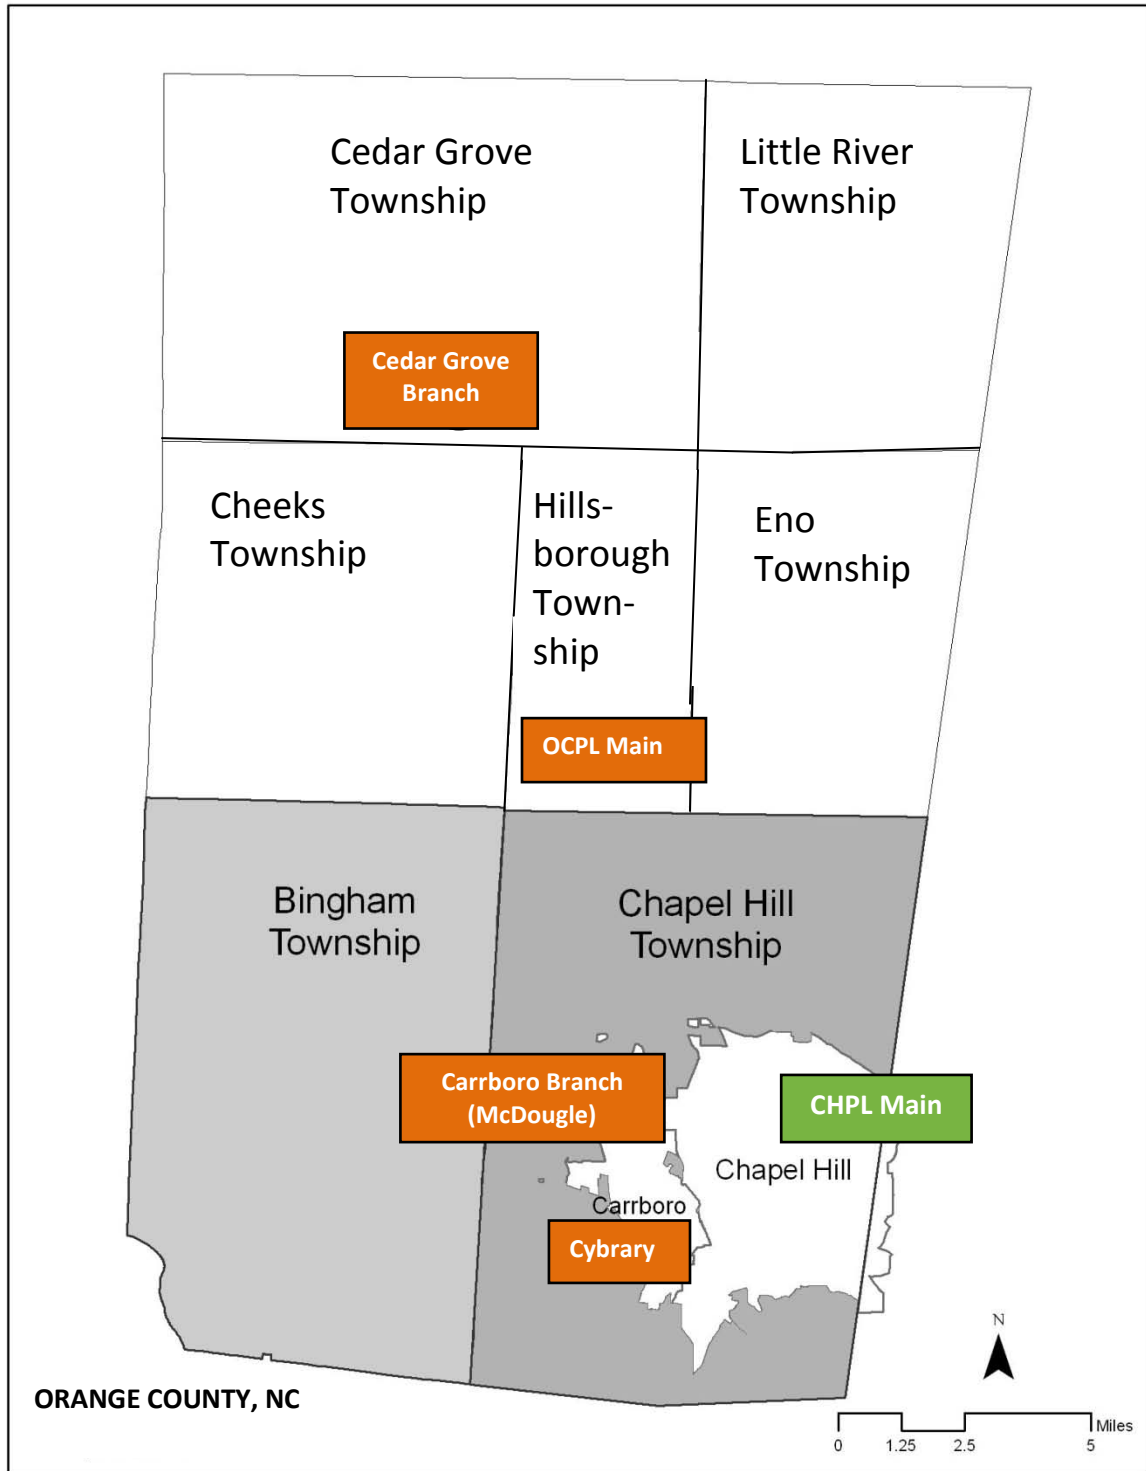 Cedar Grove
Township
Little River
Township
Cedar Grove
Branch
Cheeks
Township
Hills-
borough
Town-
ship
Eno
Township
OCPL Main
Bingham
Township
Chapel Hill
Township
Carrboro Branch
(McDougle)
CHPL Main
Chapel Hill
Carrboro
Cybrary
N
ORANGE COUNTY, NC
Miles
0 1.25 2.5 5